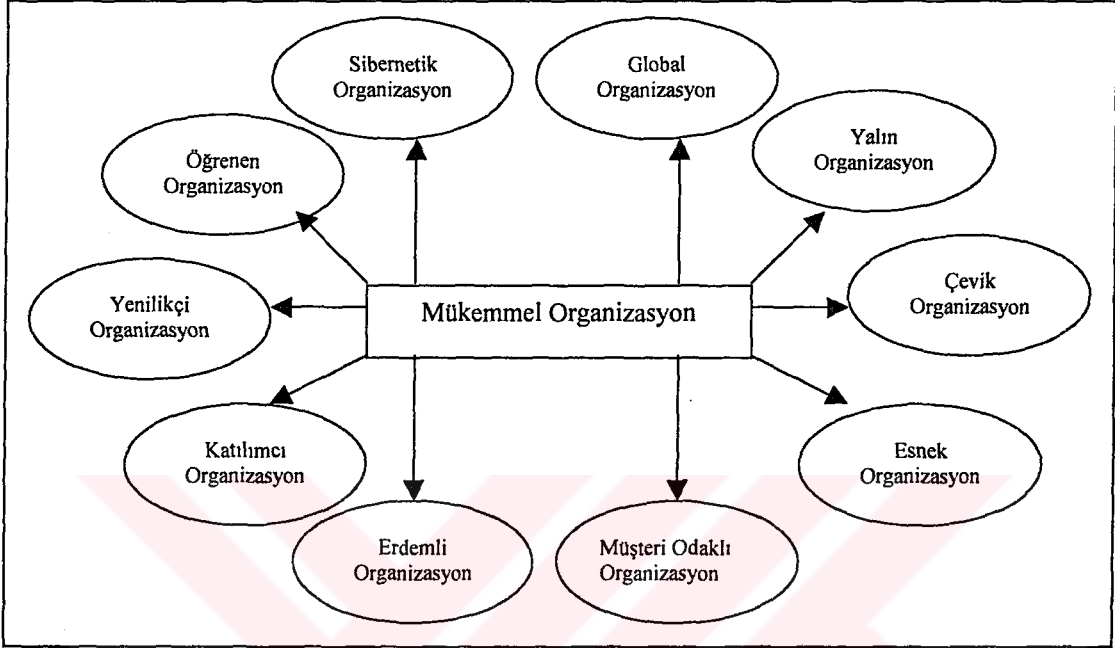 Sibernetik
Organizasyon
Global
Organizasyon
Öğrenen
Organizasyon
Yalın
Organizasyon
Yenilikçi
Organizasyon
Mükemmel Organizasyon
Çevik
Organizasyon
Katılımcı
Organizasyon
Esnek
Organizasyon
Erdemli
Organizasyon
Müşteri Odaklı
Organizasyon